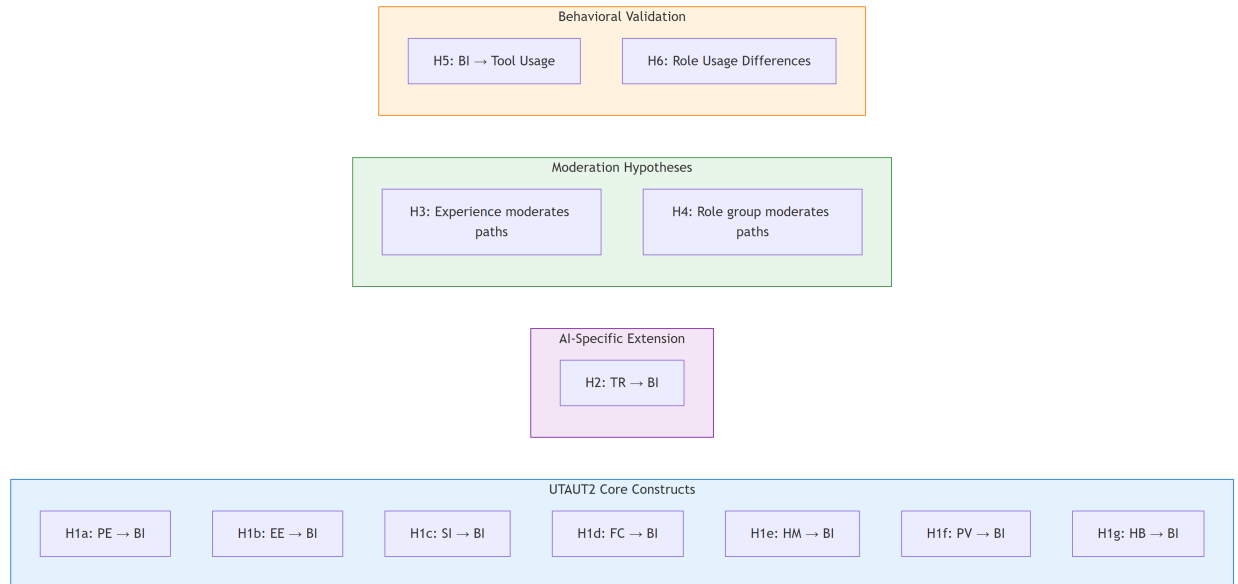 Behavioral Validation
H5: BI → Tool Usage
H6: Role Usage Differences
Moderation Hypotheses
H3: Experience moderates
paths
H4: Role group moderates
paths
AI-Specific Extension
H2: TR → BI
UTAUT2 Core Constructs
H1a: PE → BI
H1b: EE → BI
H1c: SI → BI
H1d: FC → BI
H1e: HM → BI
H1f: PV → BI
H1g: HB → BI